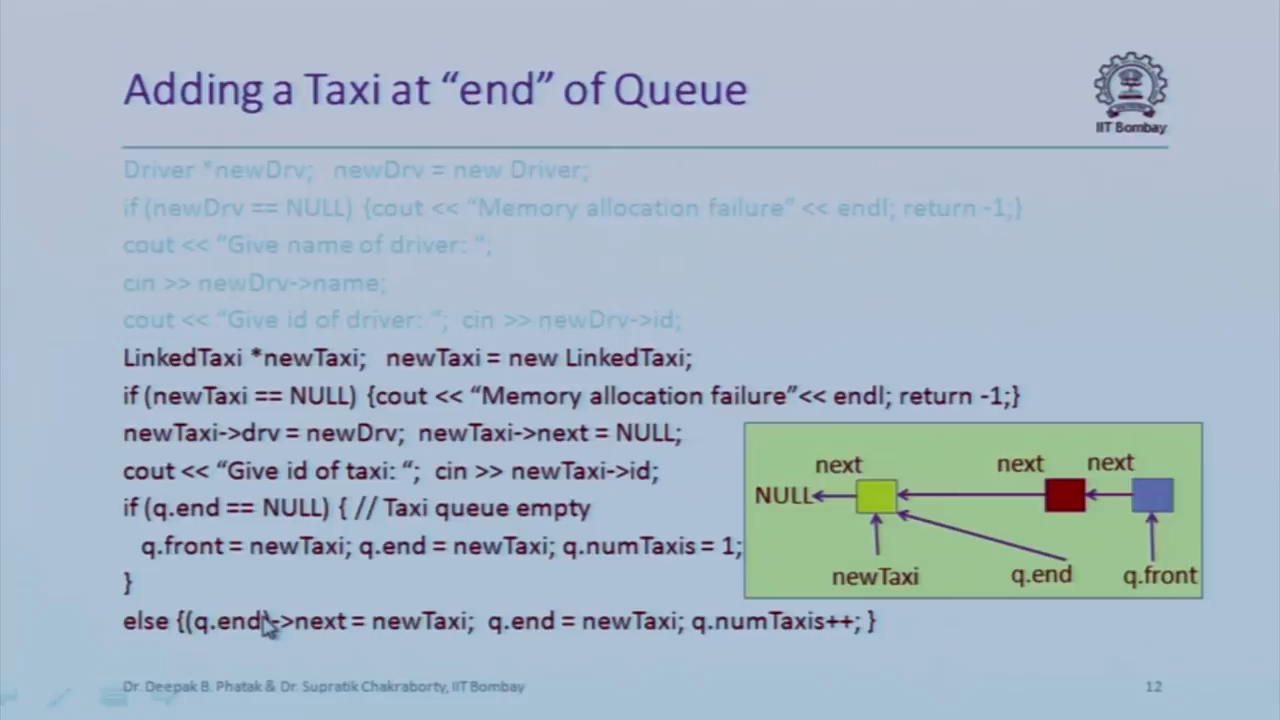 Adding a Taxi at “end” of Queue
IIT Bombay
Driver *newDrv; newDrv = new Driver;
if (newDrv == NULL) {cout << “Memory allocation failure” << endl; return -1;}
cout << “Give name of driver: “;
cin >> newDrv->name;
cout << “Give id of driver: “; cin >> newDrv->id;
LinkedTaxi *newTaxi; newTaxi = new LinkedTaxi;
if (newTaxi == NULL) {cout << “Memory allocation failure”<< endl; return -1;}
newTaxi->drv = newDrv; newTaxi->next = NULL;
cout << “Give id of taxi: “; cin >> newTaxi->id;
if (q.end == NULL) { // Taxi queue empty
q.front = newTaxi; q.end = newTaxi; q.numTaxis = 1;
}
else {(q.end)->next = newTaxi; q.end = newTaxi; q.numTaxis++; }
next next next
NULL
newTaxi q.end q.front
Dr. Deepak B. Phatak & Dr. Supratik Chakraborty, IIT Bombay 12